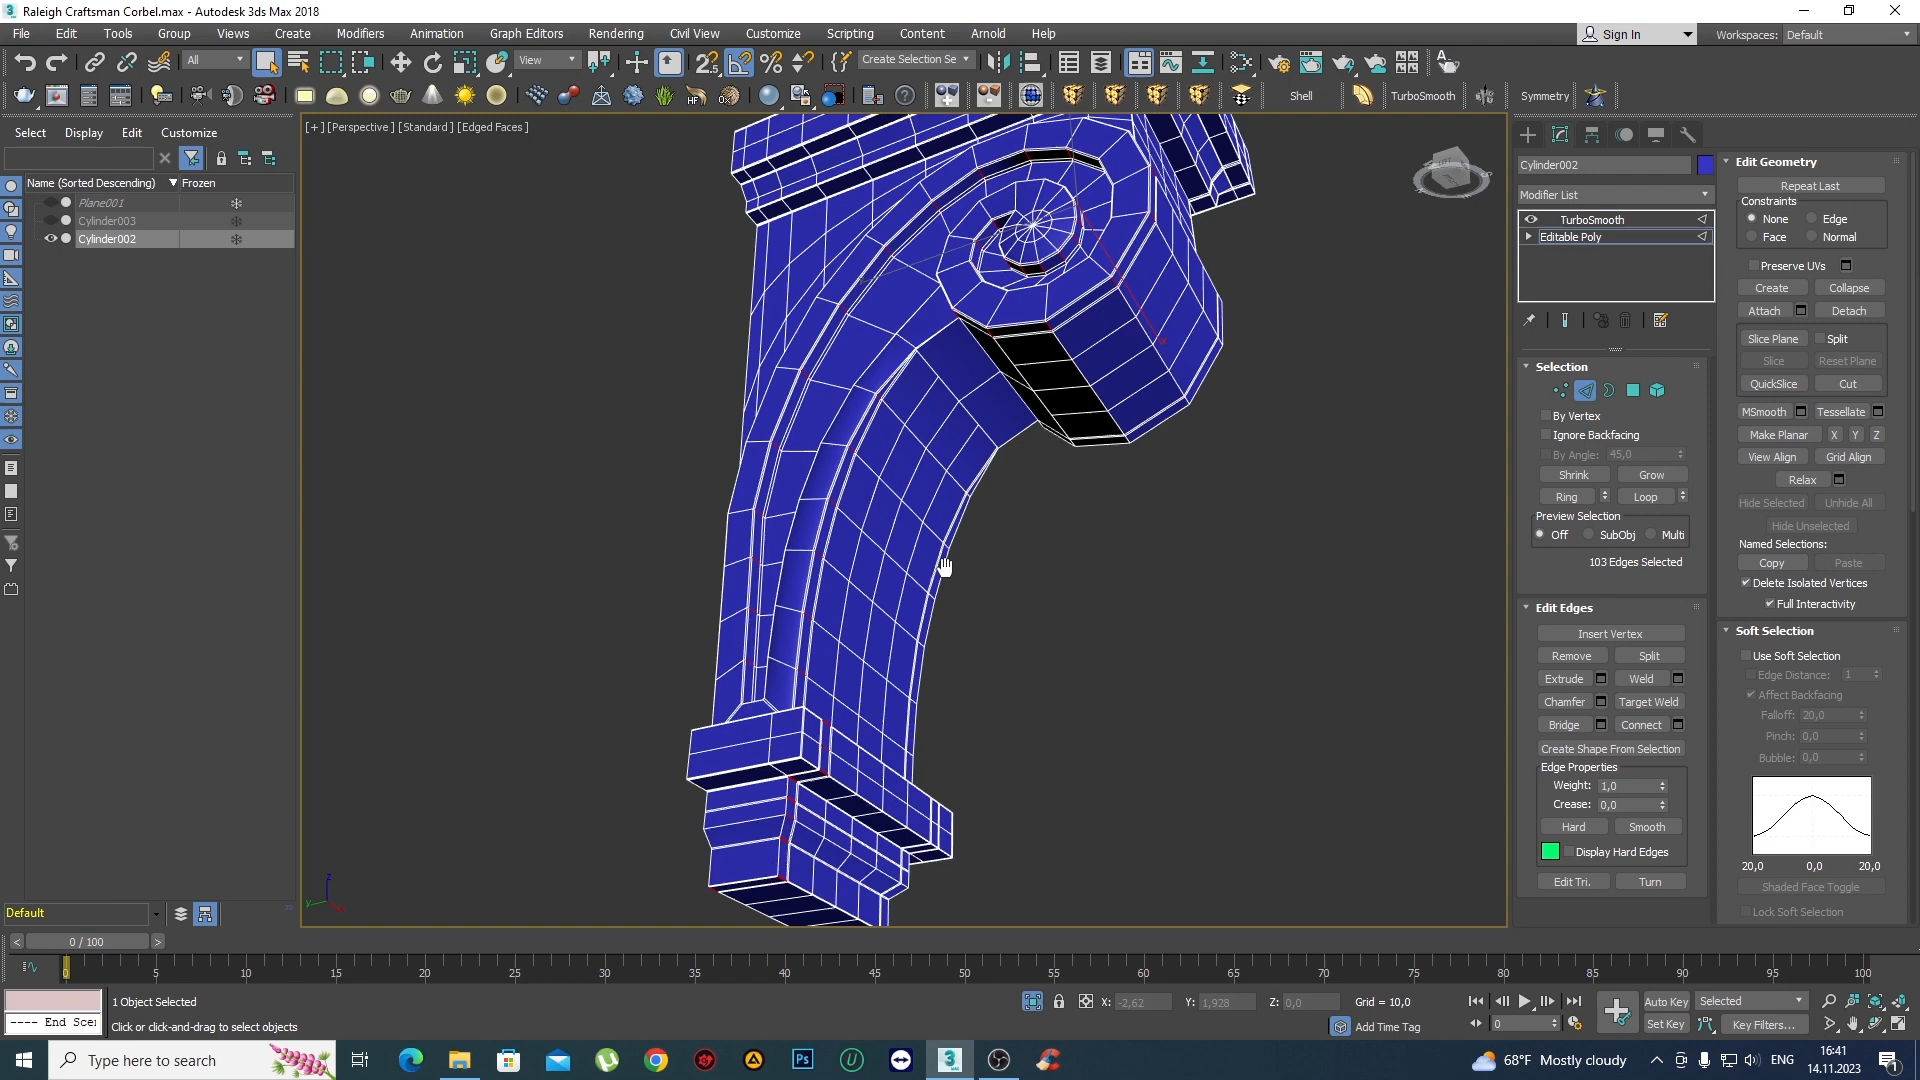 Raleigh Craftsman Corbel.max - Autodesk 3ds Max 2018
File Edit Tools Group Views Create Modifiers Animation Graph Editors Rendering Civil View Customize Scripting Content Arnold Help
Sign In
Workspaces: Default
All
View
Create Selection Se
Shell
TurboSmooth
Symmetry
Select Display Edit Customize
Name (Sorted Descending) Frozen
Plane001
Cylinder003
Cylinder002
[+] [Perspective] [Standard] [Edged Faces]
Cylinder002
Modifier List
TurboSmooth
Editable Poly
Selection
By Vertex
Ignore Backfacing
By Angle: 45,0
Shrink Grow
Ring Loop
Preview Selection
Off SubObj Multi
103 Edges Selected
Edit Edges
Insert Vertex
Remove Split
Extrude Weld
Chamfer Target Weld
Bridge Connect
Create Shape From Selection
Edge Properties
Weight: 1,0
Crease: 0,0
Hard Smooth
Display Hard Edges
Edit Tri. Turn
Edit Geometry
Repeat Last
Constraints
None Edge
Face Normal
Preserve UVs
Create Collapse
Attach Detach
Slice Plane Split
Slice Reset Plane
QuickSlice Cut
MSmooth Tessellate
Make Planar X Y Z
View Align Grid Align
Relax
Hide Selected Unhide All
Hide Unselected
Named Selections:
Copy Paste
Delete Isolated Vertices
Full Interactivity
Soft Selection
Use Soft Selection
Edge Distance: 1
Affect Backfacing
Falloff: 20,0
Pinch: 0,0
Bubble: 0,0
20,0 0,0 20,0
Shaded Face Toggle
Lock Soft Selection
Default
0 / 100
0 5 10 15 20 25 30 35 40 45 50 55 60 65 70 75 80 85 90 95 100
1 Object Selected
X: -2,62 Y: 1,928 Z: 0,0 Grid = 10,0
Auto Key Selected
---- End Scer
Click or click-and-drag to select objects
Add Time Tag
0
Set Key Key Filters...
Type here to search
68°F Mostly cloudy
ENG
16:41
14.11.2023